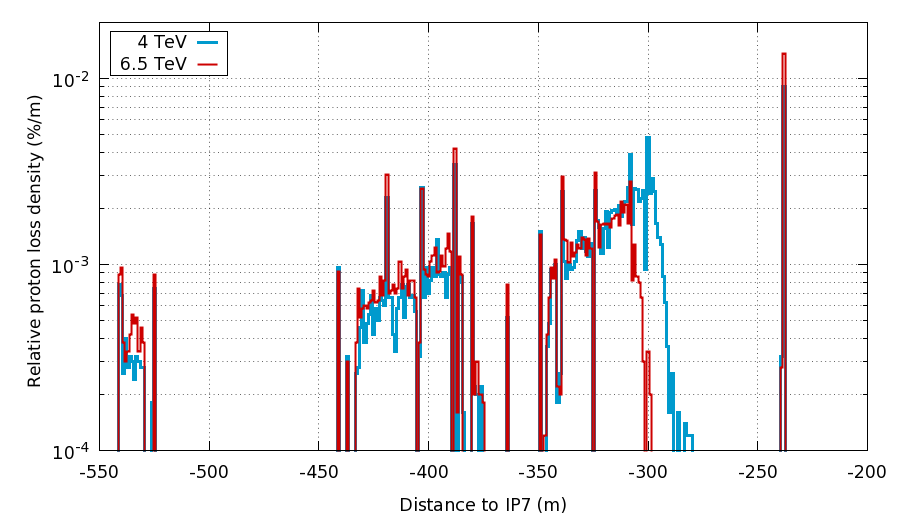 4 TeV
6.5 TeV
Relative proton loss density (%/m)
10-2
10-3
10-4
-550 -500 -450 -400 -350 -300 -250 -200
Distance to IP7 (m)